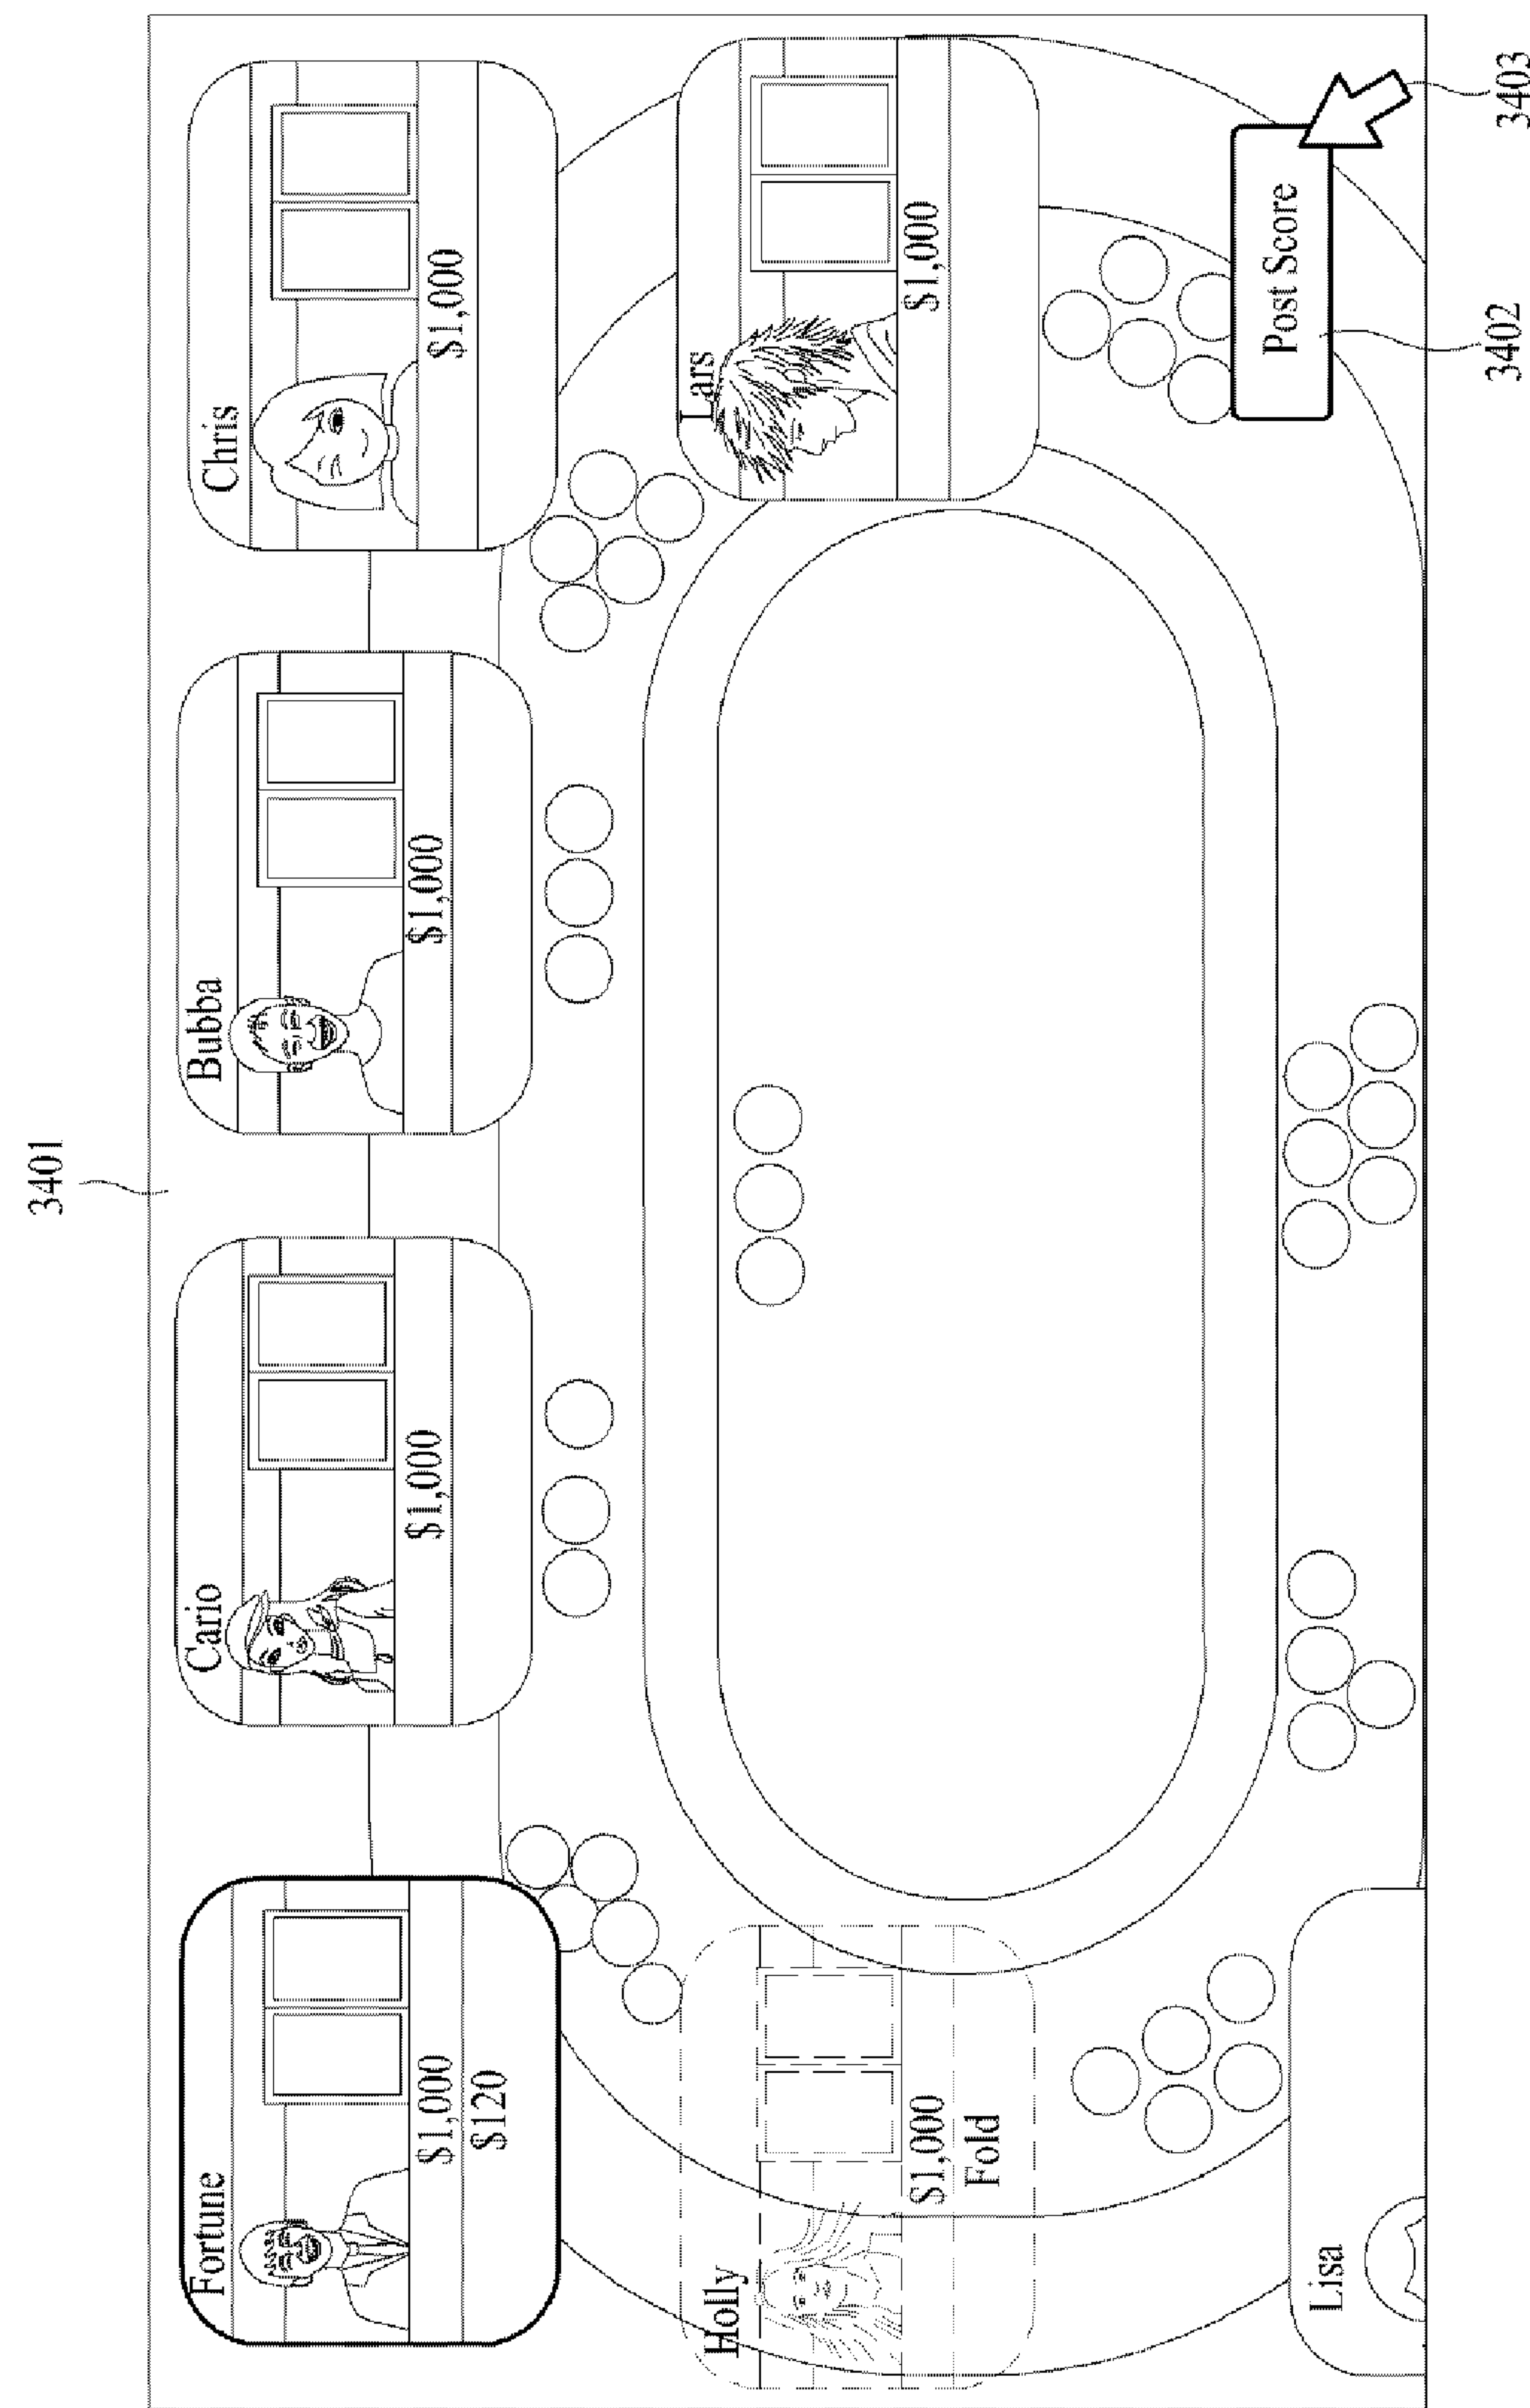 3401
Fortune
$1,000
$120
Cario
$1,000
Bubba
$1,000
Chris
$1,000
Holly
$1,000
Fold
Lars
$1,000
Lisa
Post Score
3402
3403